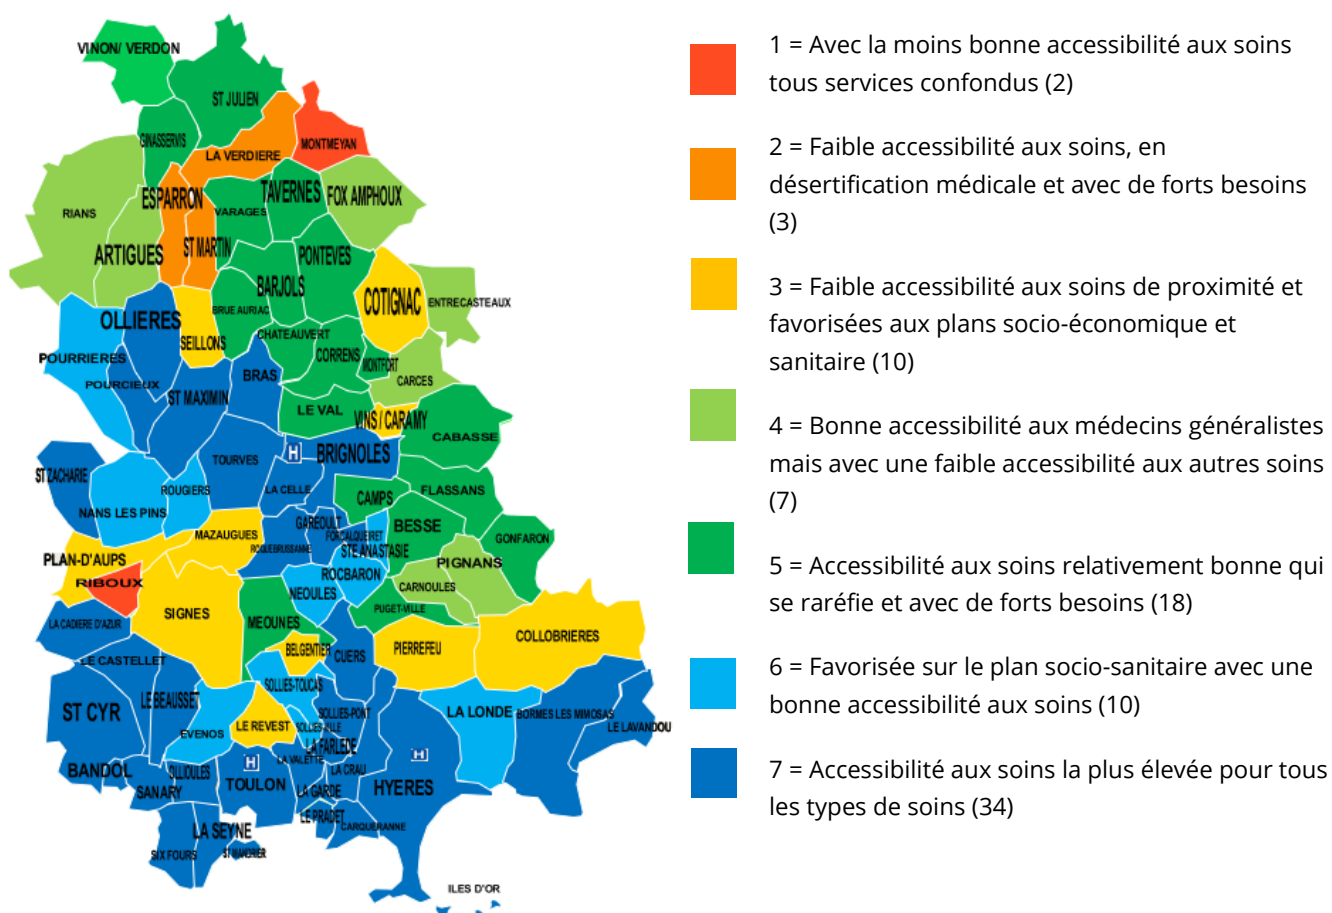 VINON/ VERDON
ST JULIEN
GINASSERVIS
MONTMEYAN
LA VERDIERE
TAVERNES
FOX AMPHOUX
ESPARRON
RIANS
VARAGES
ARTIGUES
ST MARTIN
PONTEVES
BARJOLS
COTIGNAC
ENTRECASTEAUX
BRUE AURIAC
OLLIERES
SEILLONS
CHATEAUVERT
CORRENS
POURRIERES
MONTFORT
BRAS
CARCES
POURCIEUX
ST MAXIMIN
LE VAL
VINS / CARAMY
CABASSE
H
BRIGNOLES
TOURVES
ST ZACHARIE
ROUGIERS
LA CELLE
FLASSANS
CAMPS
NANS LES PINS
GAREOULT
BESSE
MAZAUGUES
FORCALQUEIRET
GONFARON
ROQUEBRUSSANNE
STE ANASTASIE
PLAN-D'AUPS
PIGNANS
ROCBARON
RIBOUX
CARNOULES
NEOULES
SIGNES
PUGET-VILLE
MEOUNES
LA CADIERE D'AZUR
COLLOBRIERES
BELGENTIER
PIERREFEU
CUERS
LE CASTELLET
SOLLIES-TOUCAS
LE BEAUSSET
ST CYR
SOLLIES-PONT
LA LONDE
BORMES LES MIMOSAS
LE REVEST
SOLLIES-VILLE
LE LAVANDOU
EVENOS
LA FARLEDE
H
LA VALETTE
H
BANDOL
OLLIOULES
LA CRAU
TOULON
HYERES
SANARY
LA GARDE
LE PRADET
CARQUERANNE
LA SEYNE
SIX FOURS
ST MANDRIER
ILES D'OR
1 = Avec la moins bonne accessibilité aux soins
tous services confondus (2)
2 = Faible accessibilité aux soins, en
désertification médicale et avec de forts besoins
(3)
3 = Faible accessibilité aux soins de proximité et
favorisées aux plans socio-économique et
sanitaire (10)
4 = Bonne accessibilité aux médecins généralistes
mais avec une faible accessibilité aux autres soins
(7)
5 = Accessibilité aux soins relativement bonne qui
se raréfie et avec de forts besoins (18)
6 = Favorisée sur le plan socio-sanitaire avec une
bonne accessibilité aux soins (10)
7 = Accessibilité aux soins la plus élevée pour tous
les types de soins (34)